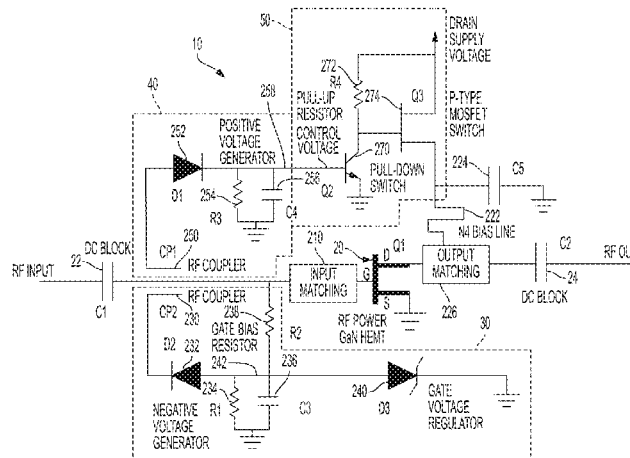 50
DRAIN
SUPPLY
VOLTAGE
10
272
R4
274
Q3
P-TYPE
MOSFET
SWITCH
40
258
PULL-UP
RESISTOR
252
POSITIVE VOLTAGE
GENERATOR
CONTROL
VOLTAGE
270
PULL-DOWN
SWITCH
224
C5
D1
254
R3
256
C4
Q2
222
N4 BIAS LINE
CP1
250
RF COUPLER
210
20
Q1
C2
RF INPUT
22
DC BLOCK
C1
INPUT
MATCHING
G
D
S
OUTPUT
MATCHING
226
24
DC BLOCK
RF OU
RF COUPLER
CP2
230
238
GATE BIAS
RESISTOR
R2
RF POWER
GaN HEMT
30
D2
232
242
236
234
R1
C3
240
D3
GATE
VOLTAGE
REGULATOR
NEGATIVE
VOLTAGE
GENERATOR